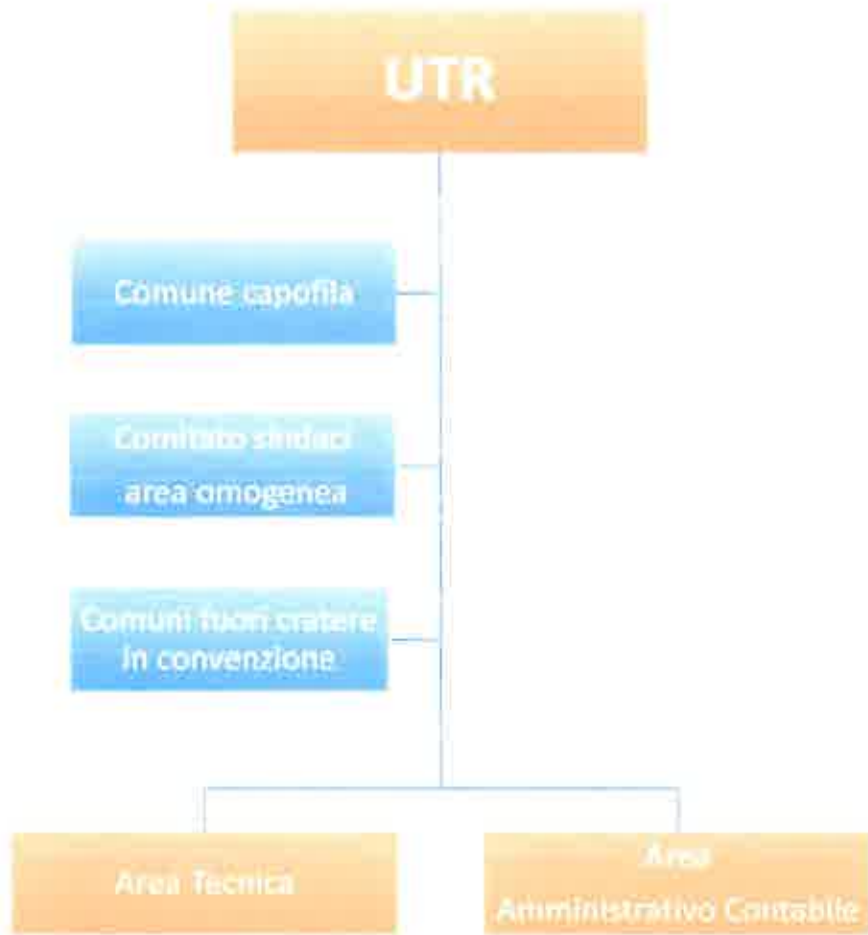 UTR
Comune capofila
Comitato sindaci
area omogenea
Comuni fuori cratere
in convenzione
Area Tecnica
Area
Amministrativo Contabile